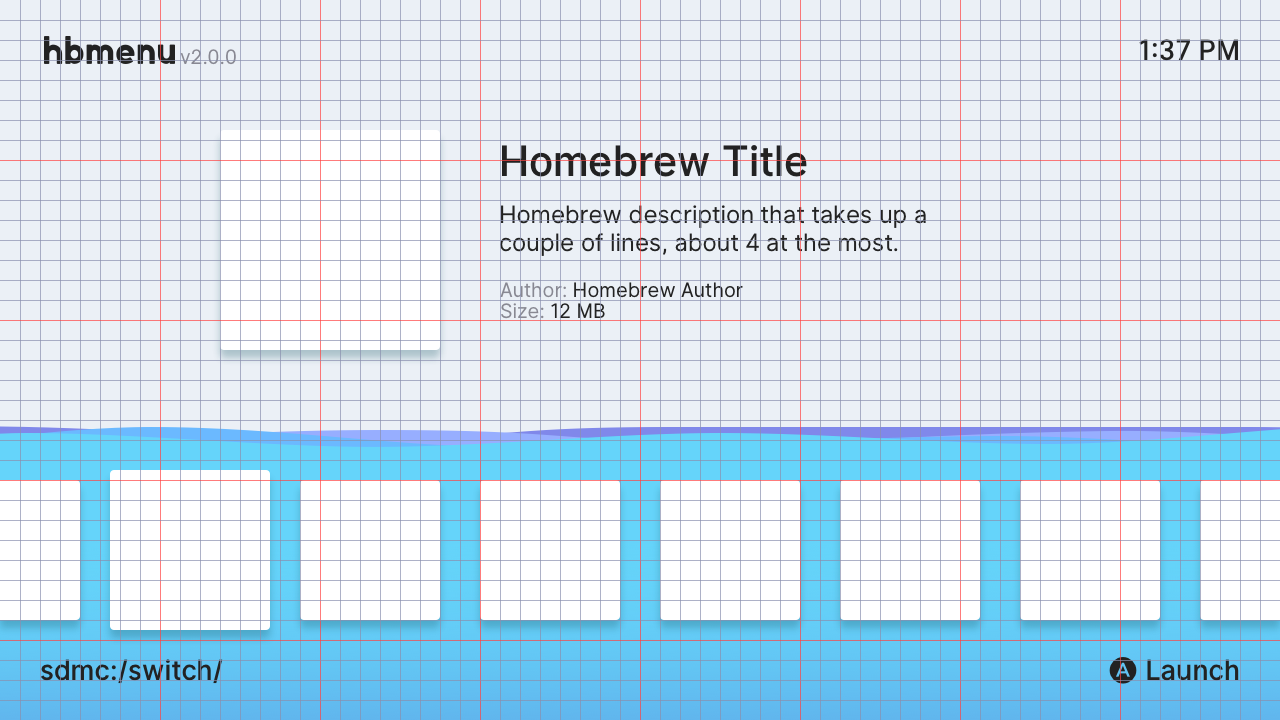 hbmenu v2.0.0
1:37 PM
Homebrew Title
Homebrew description that takes up a
couple of lines, about 4 at the most.
Author: Homebrew Author
Size: 12 MB
sdmc:/switch/
A Launch